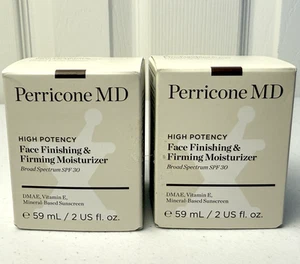 Perricone MD
HIGH POTENCY
Face Finishing &
Firming Moisturizer
Broad Spectrum SPF 30
DMAE, Vitamin E,
Mineral-Based Sunscreen
e 59 mL / 2 US fl. oz.
Perricone MD
HIGH POTENCY
Face Finishing &
Firming Moisturizer
Broad Spectrum SPF 30
DMAE, Vitamin E,
Mineral-Based Sunscreen
e 59 mL / 2 US fl. oz.